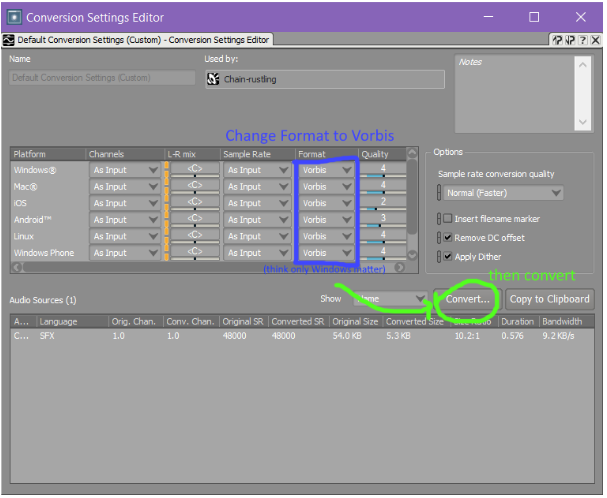 Conversion Settings Editor
Default Conversion Settings (Custom) - Conversion Settings Editor
Name
Used by:
Notes
Default Conversion Settings (Custom)
Chain-rustling
Change Format to Vorbis
Platform Channels L-R mix Sample Rate Format Quality
Options
Windows® As Input <C> As Input Vorbis 4
Sample rate conversion quality
Mac® As Input <C> As Input Vorbis 4
Normal (Faster)
iOS As Input <C> As Input Vorbis 2
Android™ As Input <C> As Input Vorbis 3
Insert filename marker
Linux As Input <C> As Input Vorbis 4
Remove DC offset
Windows Phone As Input <C> As Input Vorbis 4
Apply Dither
(think only Windows matter)
then convert
Audio Sources (1)
Show
Convert...
Copy to Clipboard
A... Language Orig. Chan. Conv. Chan. Original SR Converted SR Original Size Converted Size Size Ratio Duration Bandwidth
C... SFX 1.0 1.0 48000 48000 54.0 KB 5.3 KB 10.2:1 0.576 9.2 KB/s